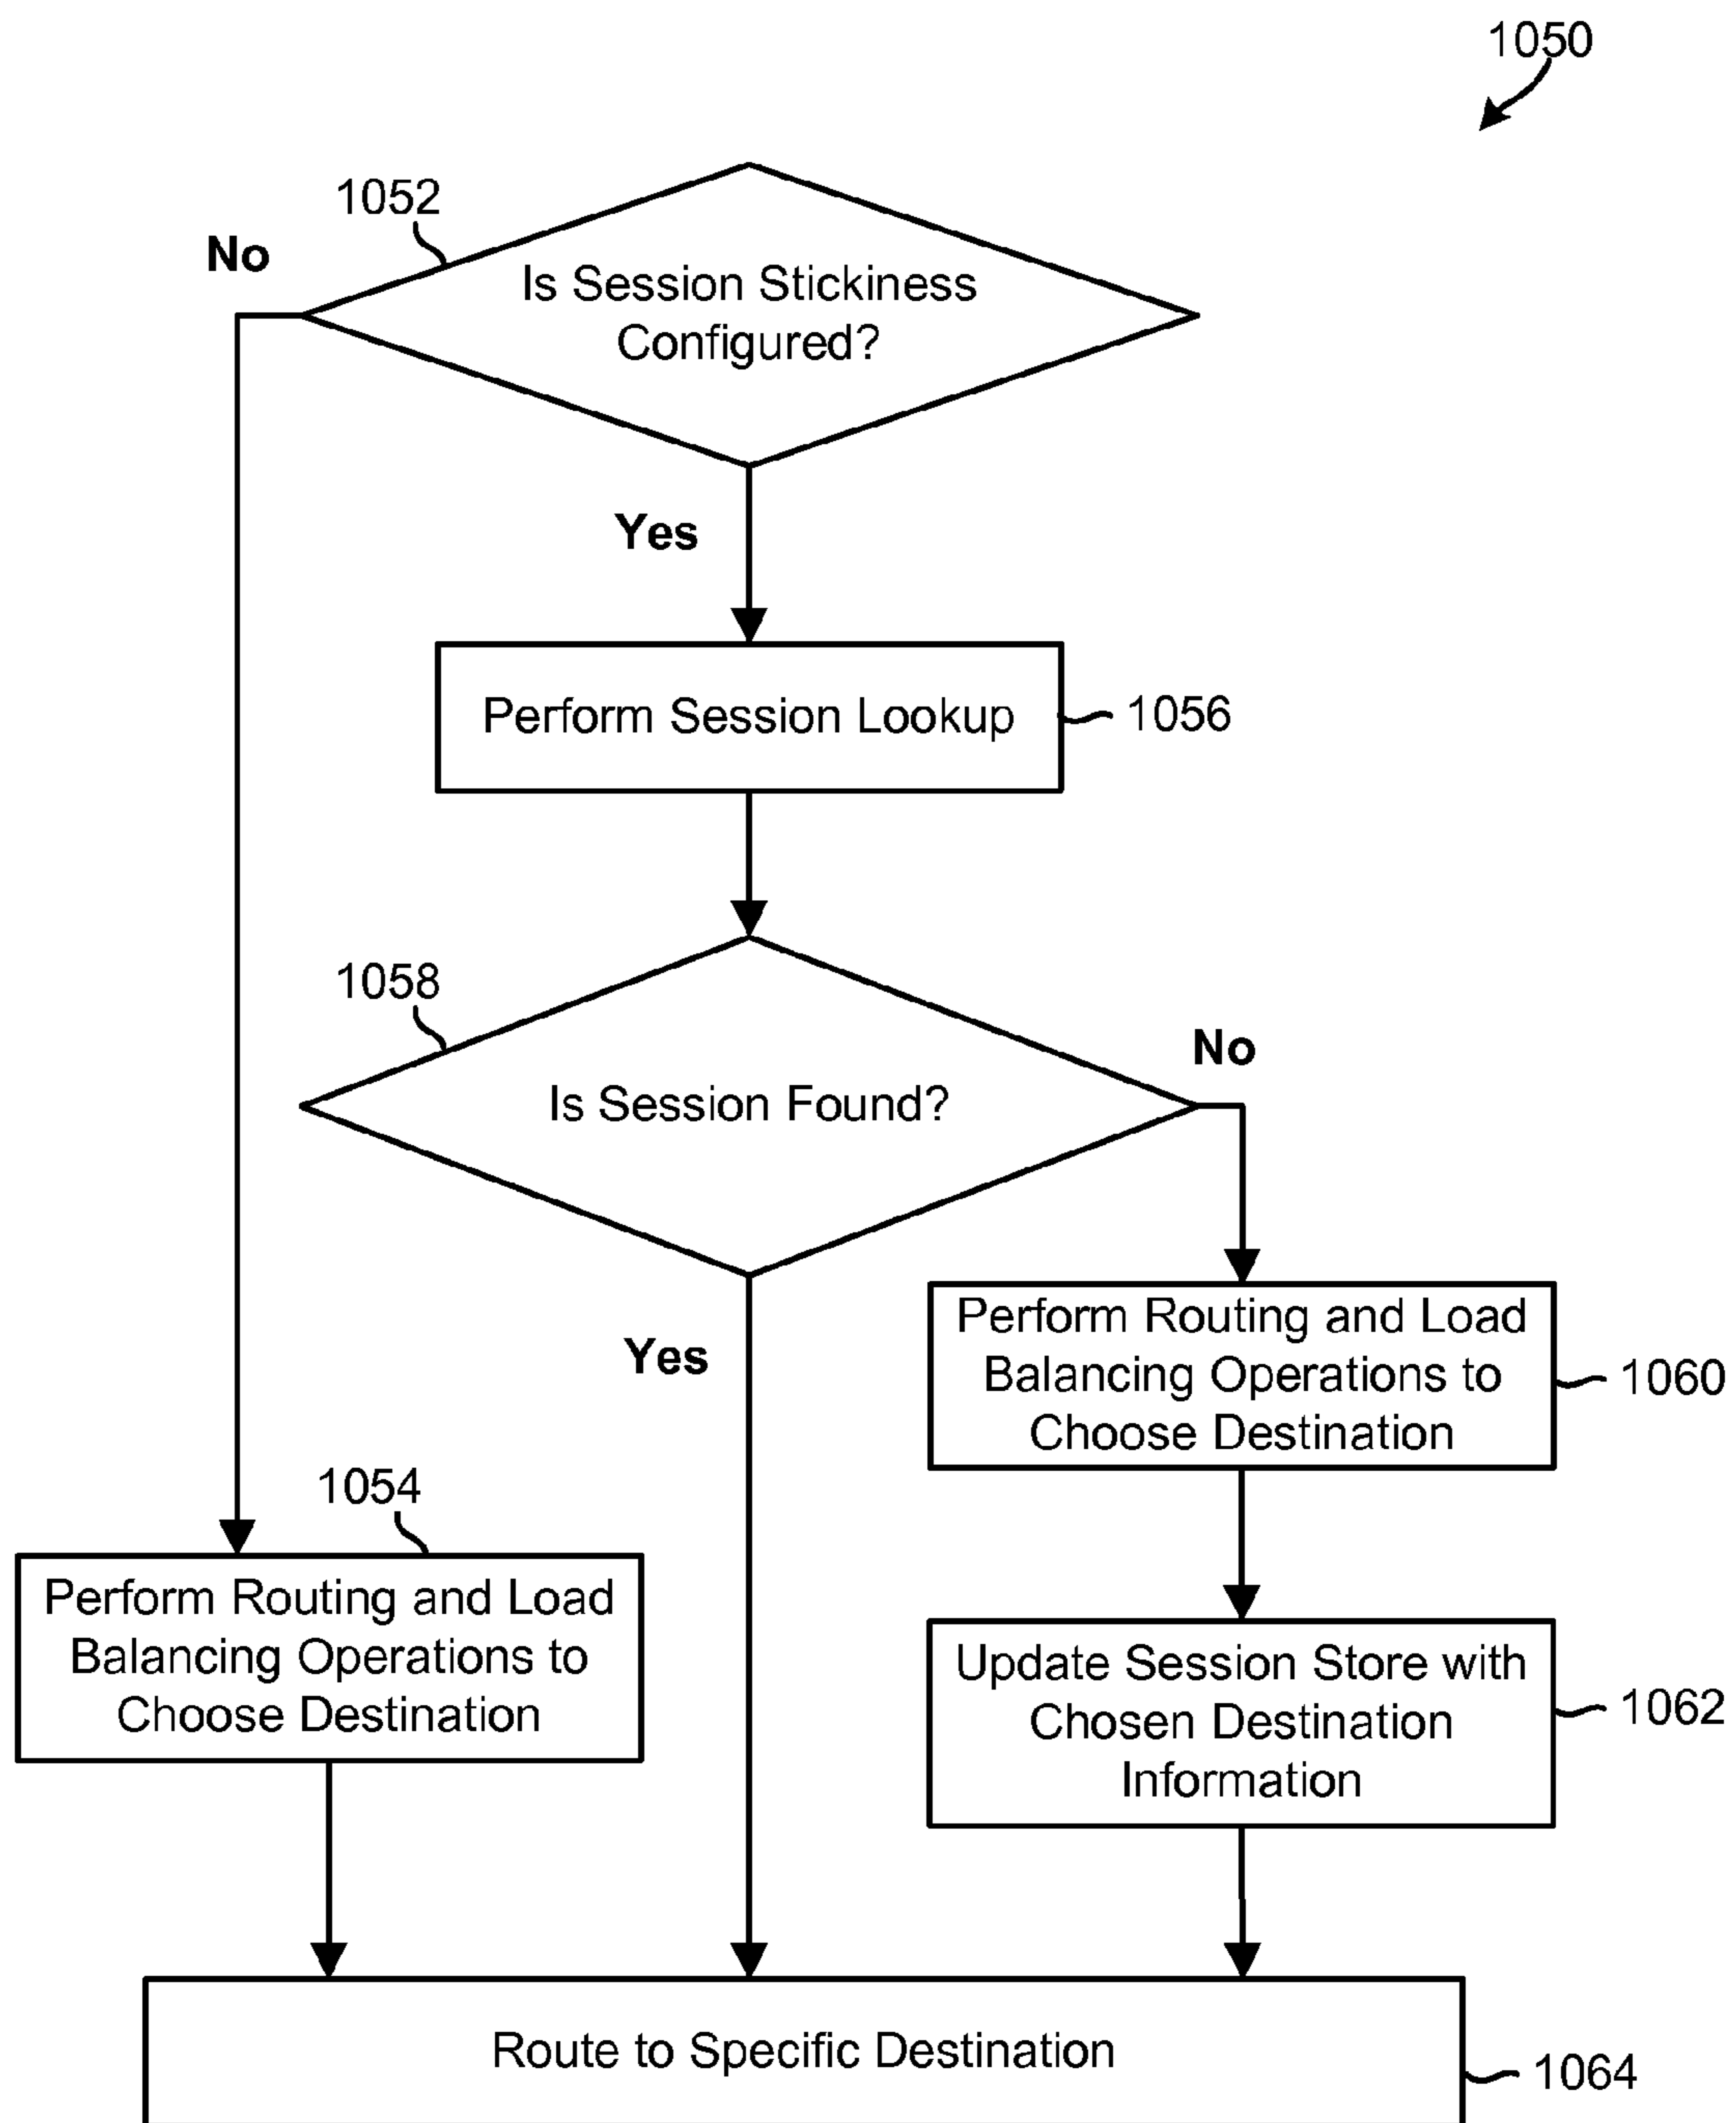 1050
1052
No
Is Session Stickiness
Configured?
Yes
Perform Session Lookup
1056
1058
No
Is Session Found?
Perform Routing and Load
Balancing Operations to
Choose Destination
1060
Yes
1054
Perform Routing and Load
Balancing Operations to
Choose Destination
Update Session Store with
Chosen Destination
Information
1062
Route to Specific Destination
1064